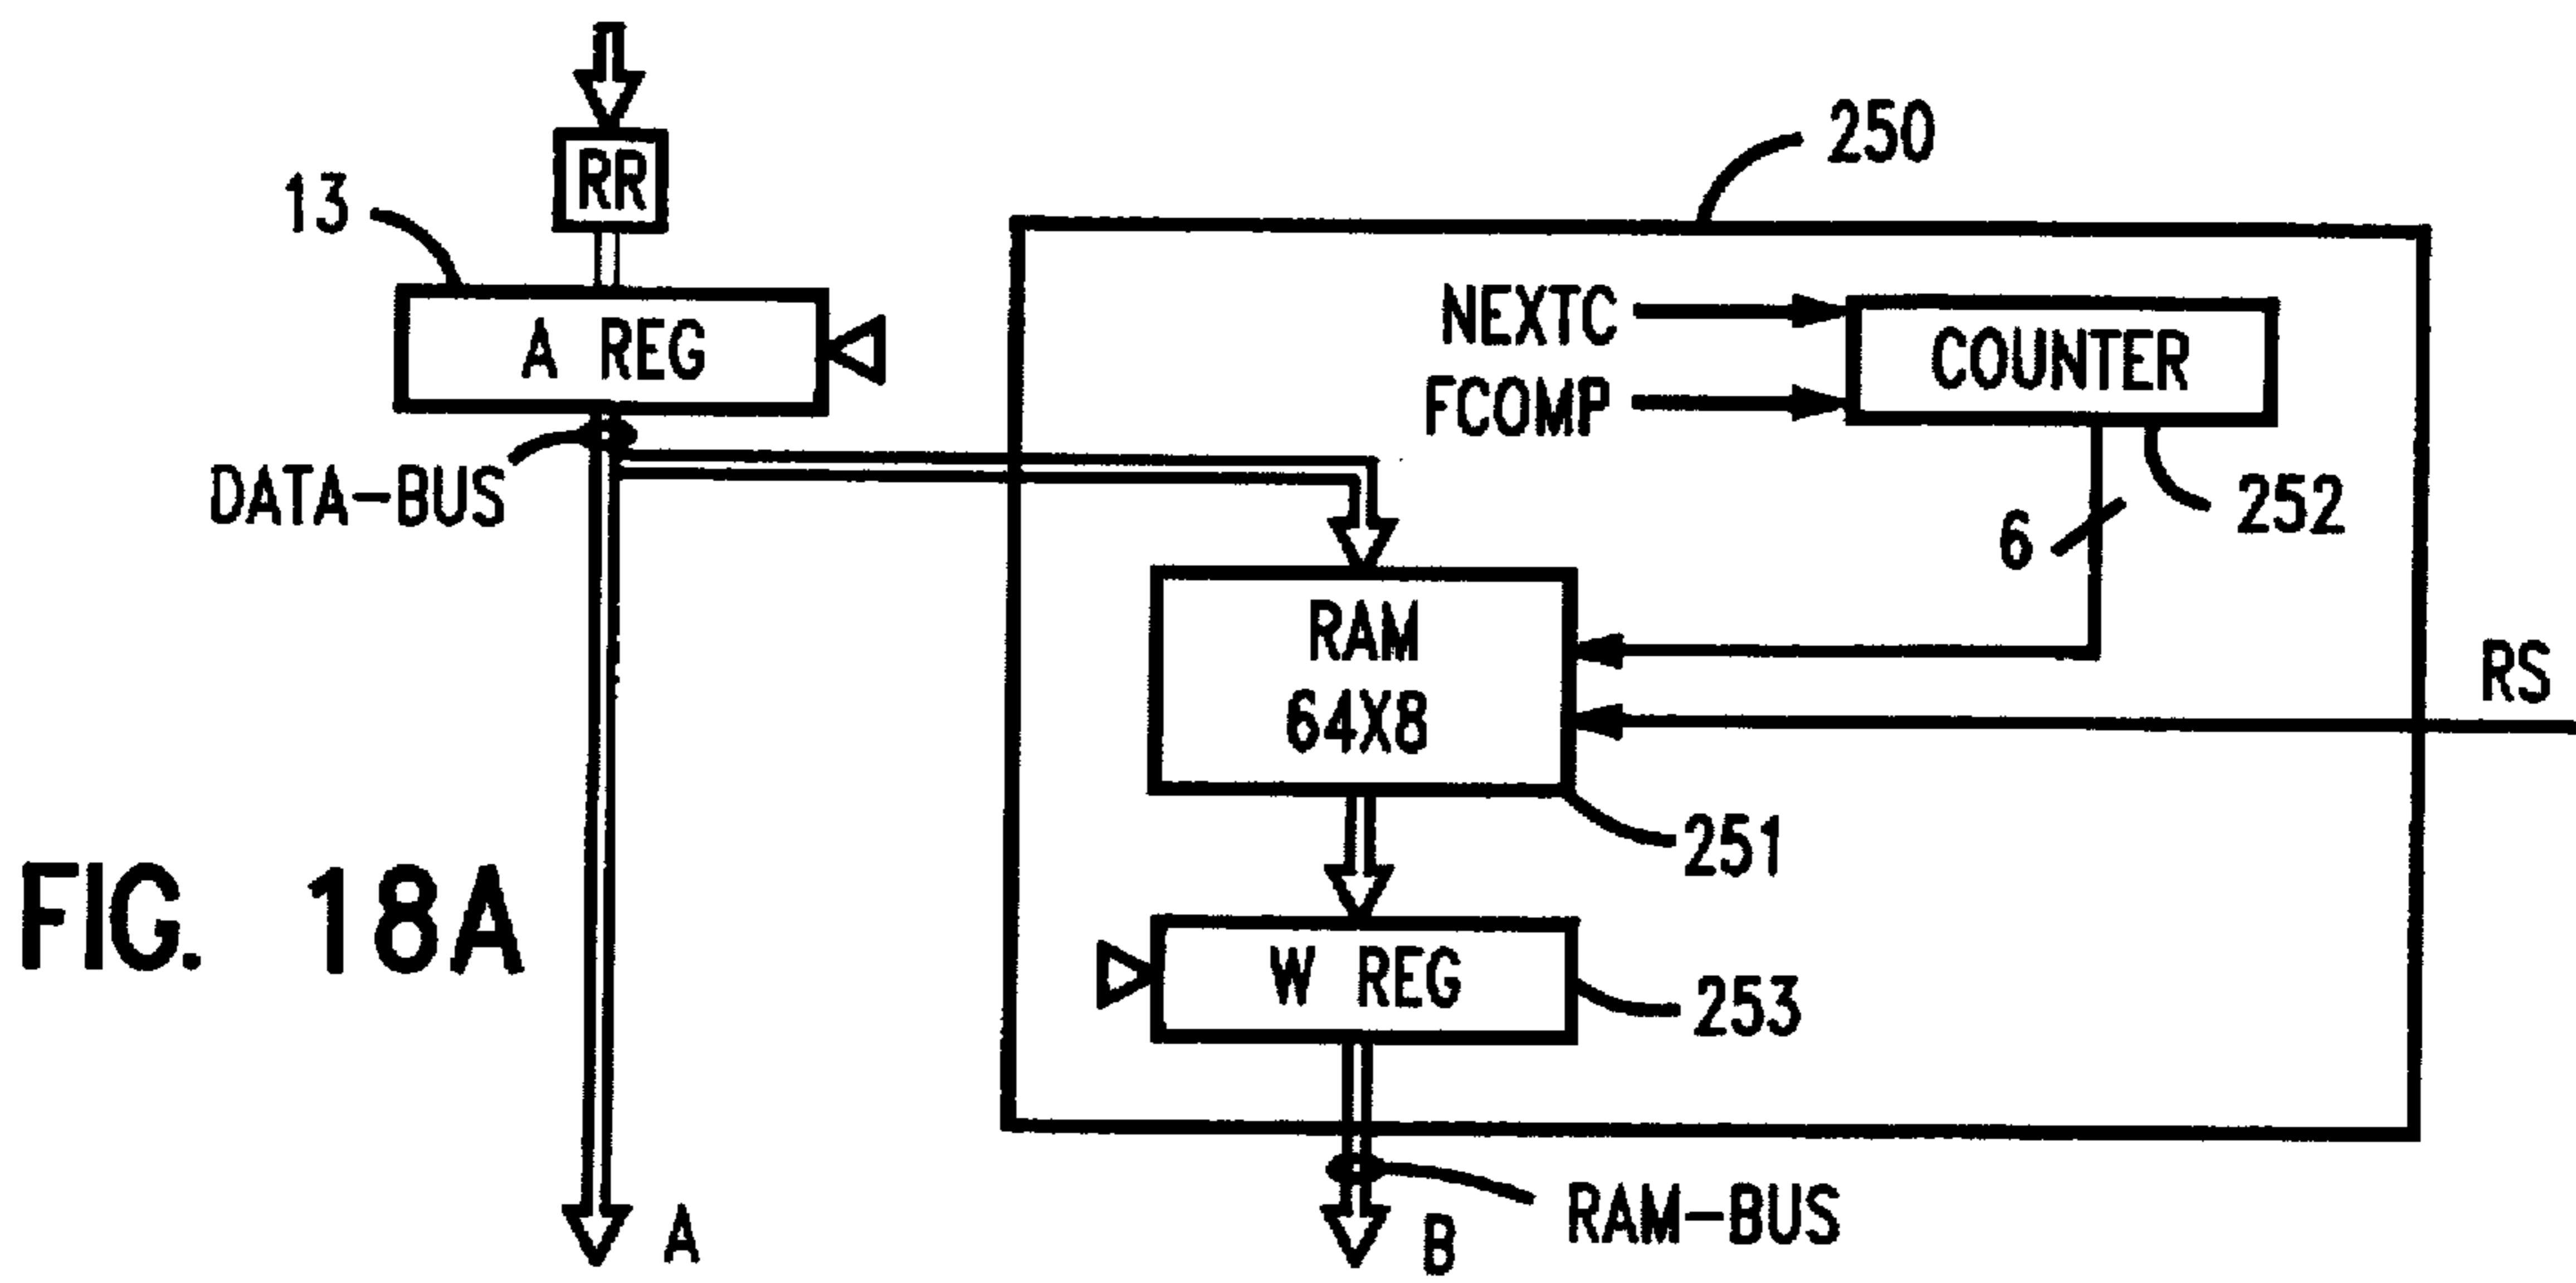 RR
13
A REG
DATA-BUS
250
NEXTC
FCOMP
COUNTER
252
6
RAM
64X8
RS
251
W REG
253
FIG. 18A
A
B
RAM-BUS